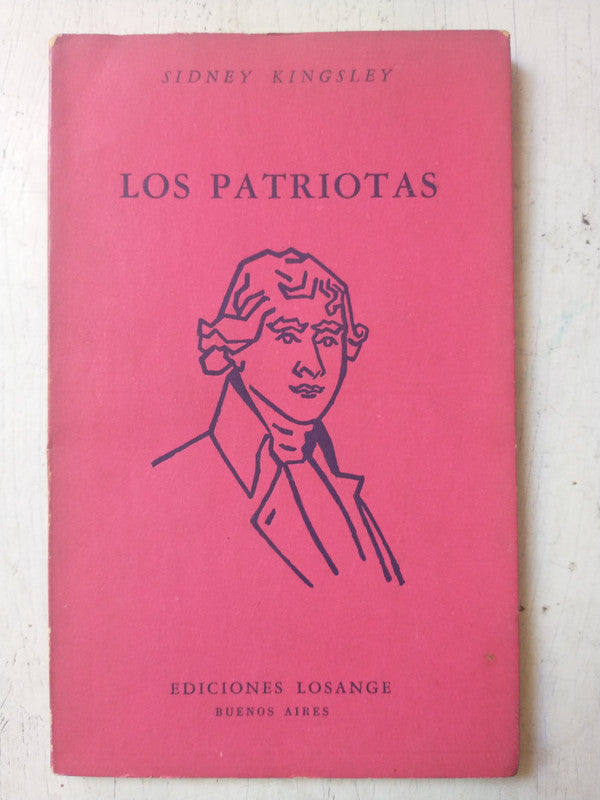 SIDNEY KINGSLEY
LOS PATRIOTAS
EDICIONES LOSANGE
BUENOS AIRES